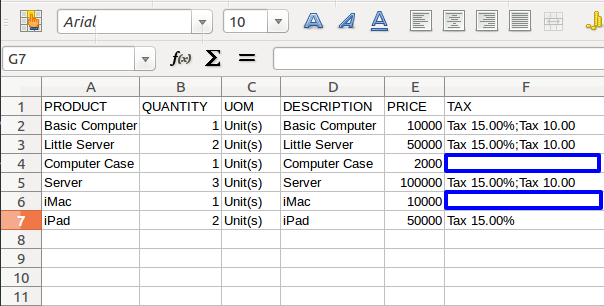 Arial 10
G7 f(x) Σ =
A B C D E F
1 PRODUCT QUANTITY UOM DESCRIPTION PRICE TAX
2 Basic Computer 1 Unit(s) Basic Computer 10000 Tax 15.00%;Tax 10.00
3 Little Server 2 Unit(s) Little Server 50000 Tax 15.00%;Tax 10.00
4 Computer Case 1 Unit(s) Computer Case 2000
5 Server 3 Unit(s) Server 100000 Tax 15.00%;Tax 10.00
6 iMac 1 Unit(s) iMac 10000
7 iPad 2 Unit(s) iPad 50000 Tax 15.00%
8
9
10
11